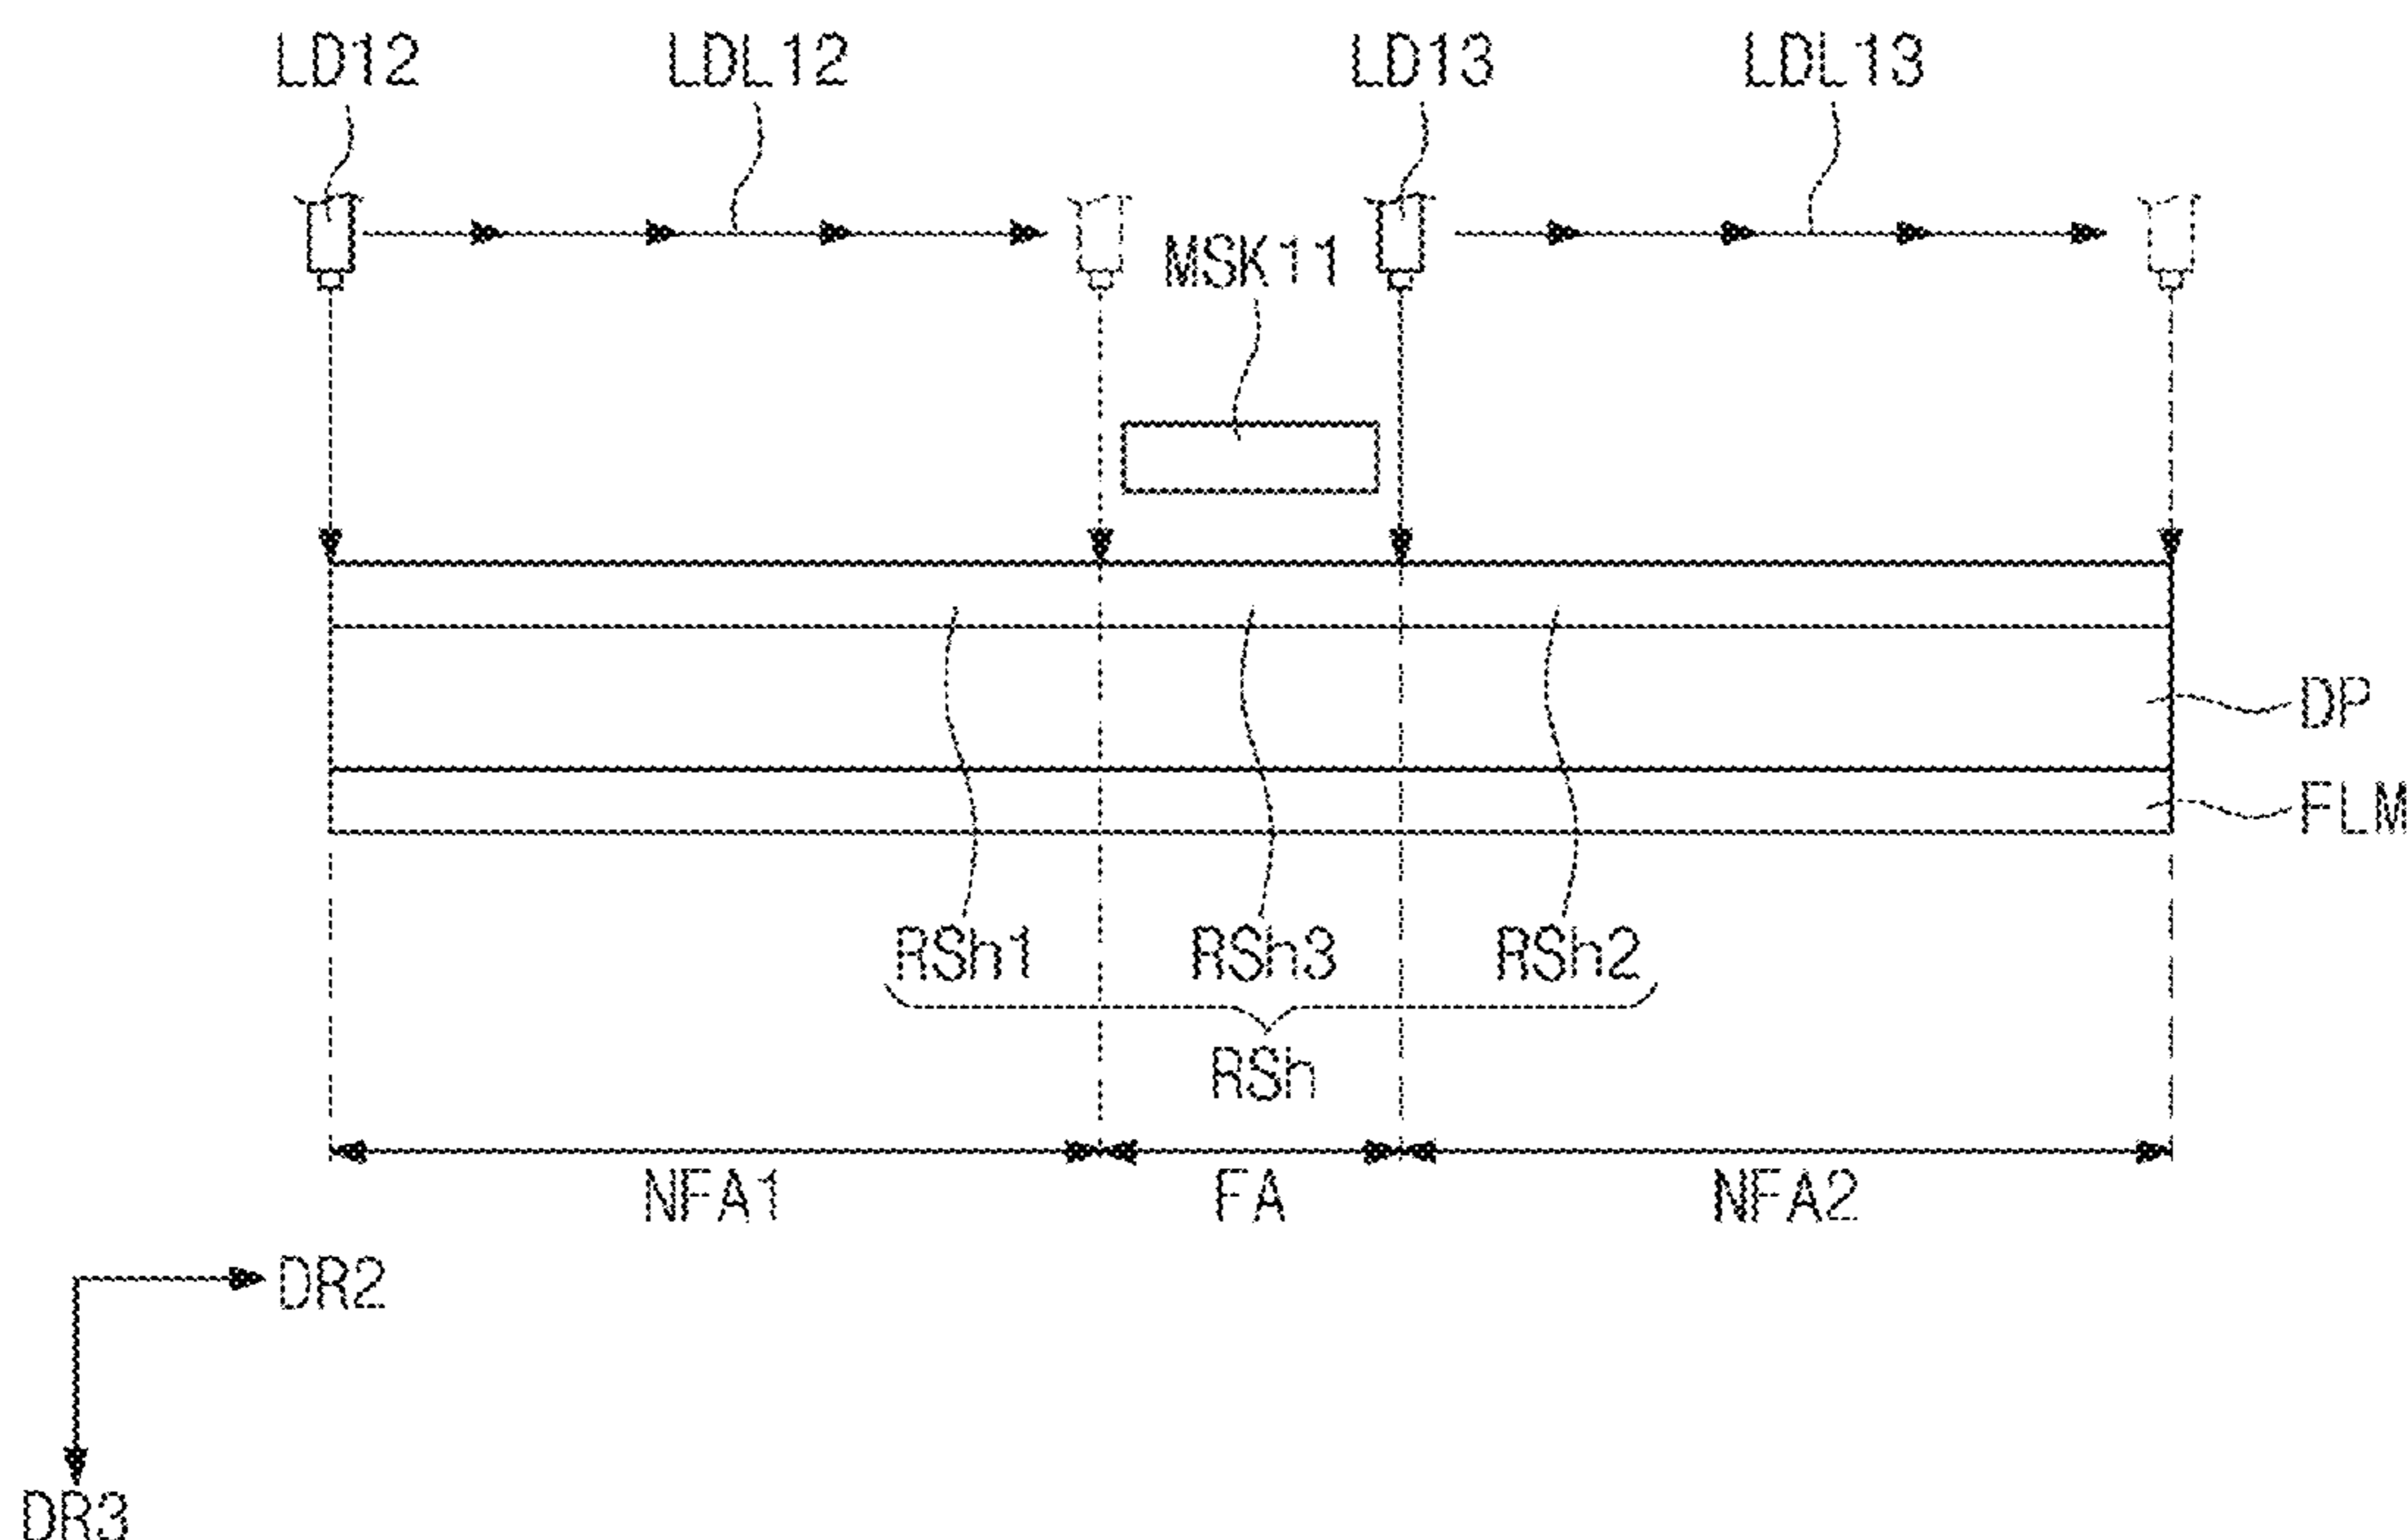 LD12 LDL12 LD13 LDL13
MSK11
DP
FLM
RSh1 RSh3 RSh2
RSh
NFA1 FA NFA2
DR2
DR3